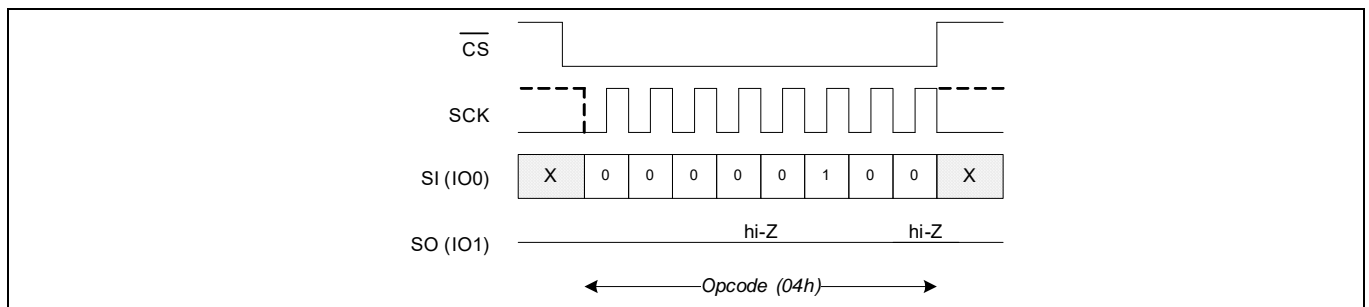 CS
SCK
SI (IO0) X 0 0 0 0 0 1 0 0 X
hi-Z hi-Z
SO (IO1)
Opcode (04h)